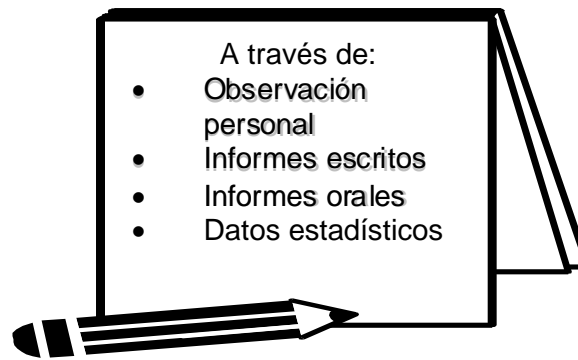 A través de:
• Observación
personal
• Informes escritos
• Informes orales
• Datos estadísticos